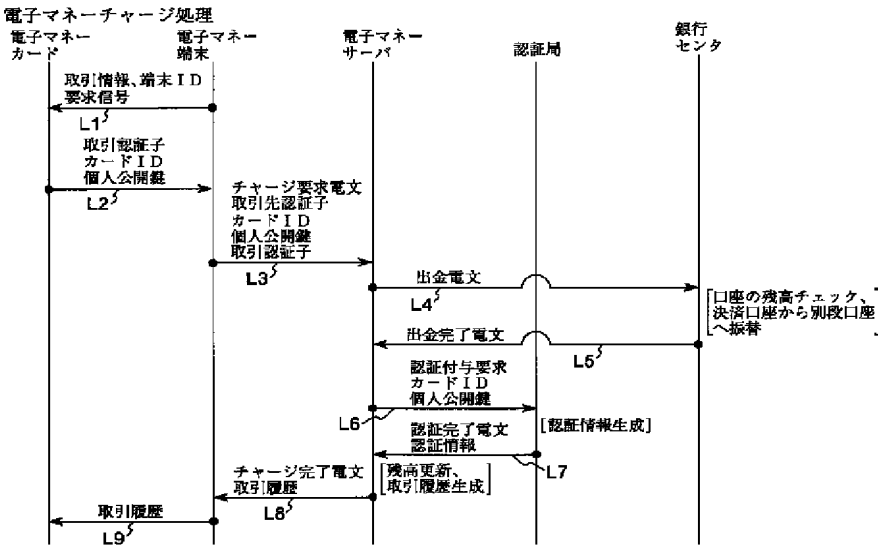 電子マネーチャージ処理
電子マネー
カード
電子マネー
端末
電子マネー
サーバ
認証局
銀行
センタ
取引情報、端末ID
要求信号
L1
取引認証子
カードID
個人公開鍵
L2
チャージ要求電文
取引先認証子
カードID
個人公開鍵
取引認証子
L3
出金電文
L4
[口座の残高チェック、
決済口座から別段口座
へ振替]
出金完了電文
L5
認証付与要求
カードID
個人公開鍵
L6
[認証情報生成]
認証完了電文
認証情報
L7
チャージ完了電文
取引履歴
L8
[残高更新、
取引履歴生成]
取引履歴
L9